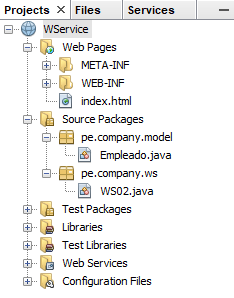 Projects Files Services
WService
Web Pages
META-INF
WEB-INF
index.html
Source Packages
pe.company.model
Empleado.java
pe.company.ws
WS02.java
Test Packages
Libraries
Test Libraries
Web Services
Configuration Files